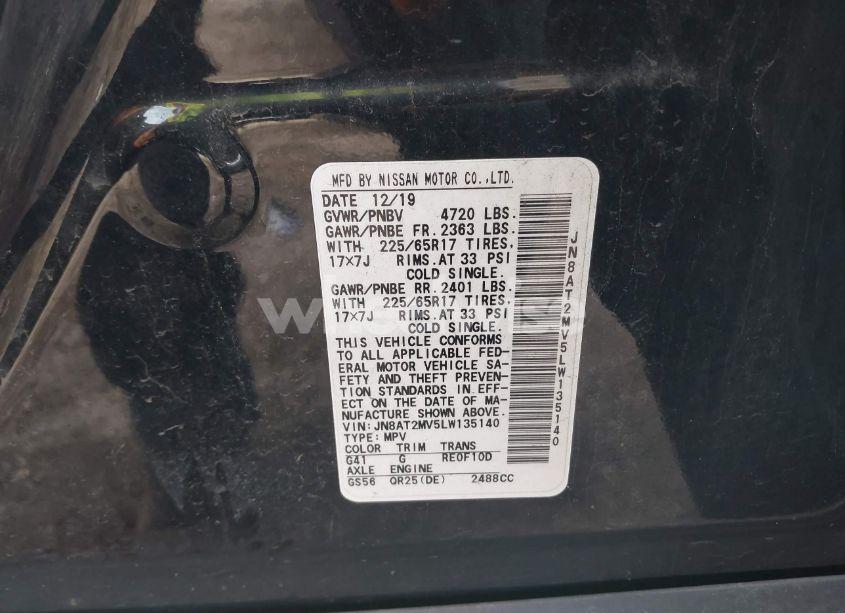 MFD BY NISSAN MOTOR CO.,LTD.
DATE 12/19
GVWR/PNBV 4720 LBS.
GAWR/PNBE FR. 2363 LBS.
WITH 225/65R17 TIRES,
17×7J RIMS.AT 33 PSI
COLD SINGLE.
GAWR/PNBE RR. 2401 LBS.
WITH 225/65R17 TIRES,
17×7J RIMS.AT 33 PSI
COLD SINGLE.
THIS VEHICLE CONFORMS
TO ALL APPLICABLE FED-
ERAL MOTOR VEHICLE SA-
FETY AND THEFT PREVEN-
TION STANDARDS IN EFF-
ECT ON THE DATE OF MA-
NUFACTURE SHOWN ABOVE.
VIN:JN8AT2MV5LW135140
TYPE:MPV
COLOR TRIM TRANS
G41 G RE0F10D
AXLE ENGINE
GS56 QR25(DE) 2488CC
JN8AT2MV5LW135140